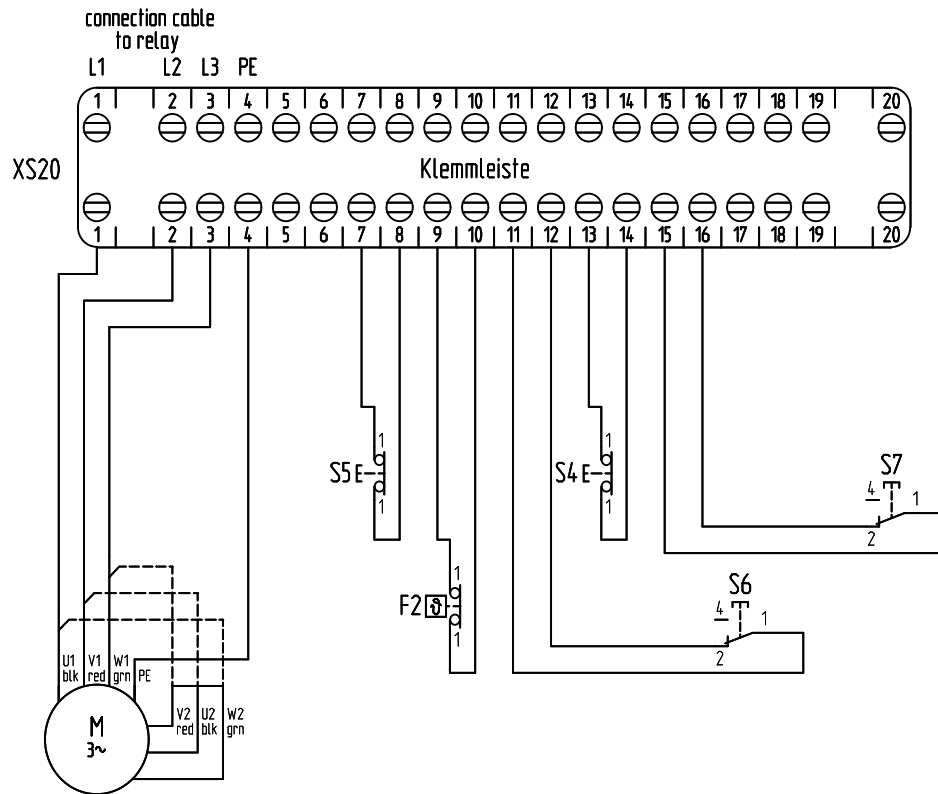 connection cable
to relay
L1 L2 L3 PE
1 2 3 4 5 6 7 8 9 10 11 12 13 14 15 16 17 18 19 20
XS20 Klemmleiste
1 2 3 4 5 6 7 8 9 10 11 12 13 14 15 16 17 18 19 20
1 1
S5 E S4 E S7
4 1
1 1
2
1
F2 ϑ S6
4 1
1
2
U1 V1 W1
blk red grn PE
V2 U2 W2
red blk grn
M
3~